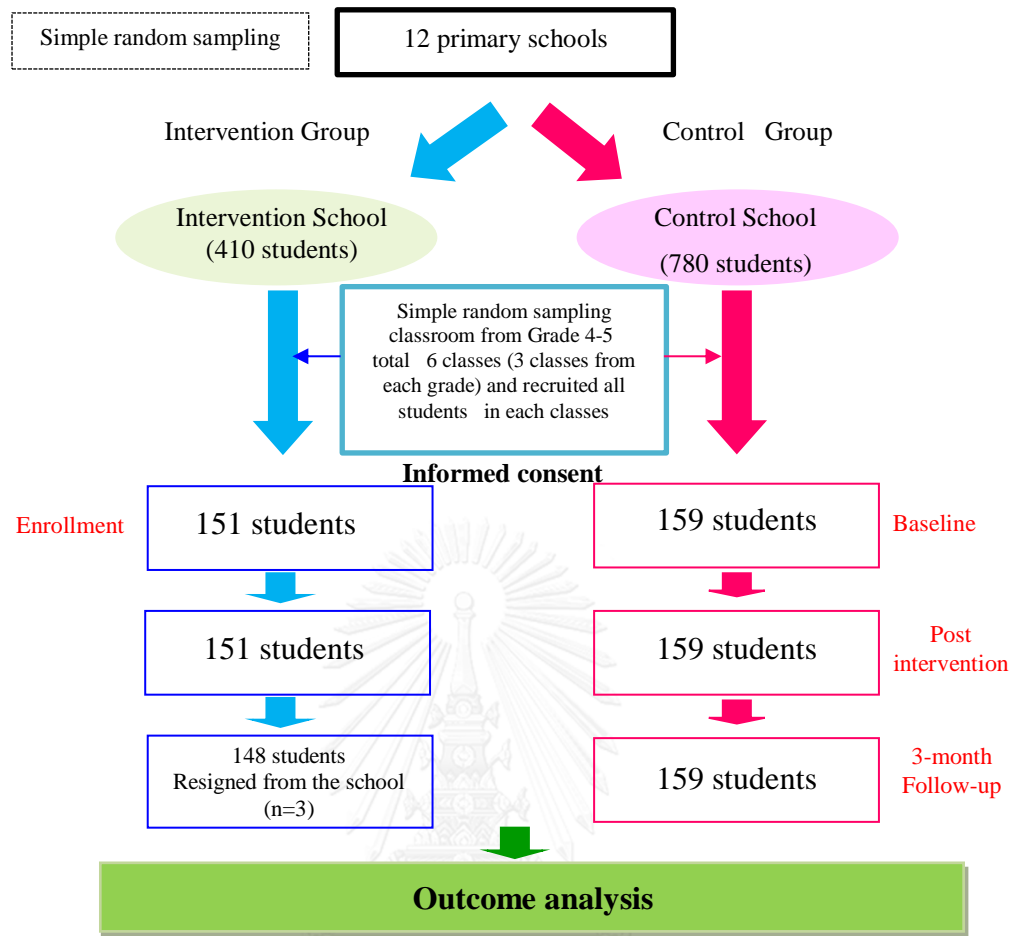 Simple random sampling
12 primary schools
Intervention Group
Control Group
Intervention School
(410 students)
Control School
(780 students)
Simple random sampling
classroom from Grade 4-5
total 6 classes (3 classes from
each grade) and recruited all
students in each classes
Informed consent
Enrollment
151 students
159 students
Baseline
151 students
159 students
Post
intervention
148 students
Resigned from the school
(n=3)
159 students
3-month
Follow-up
Outcome analysis